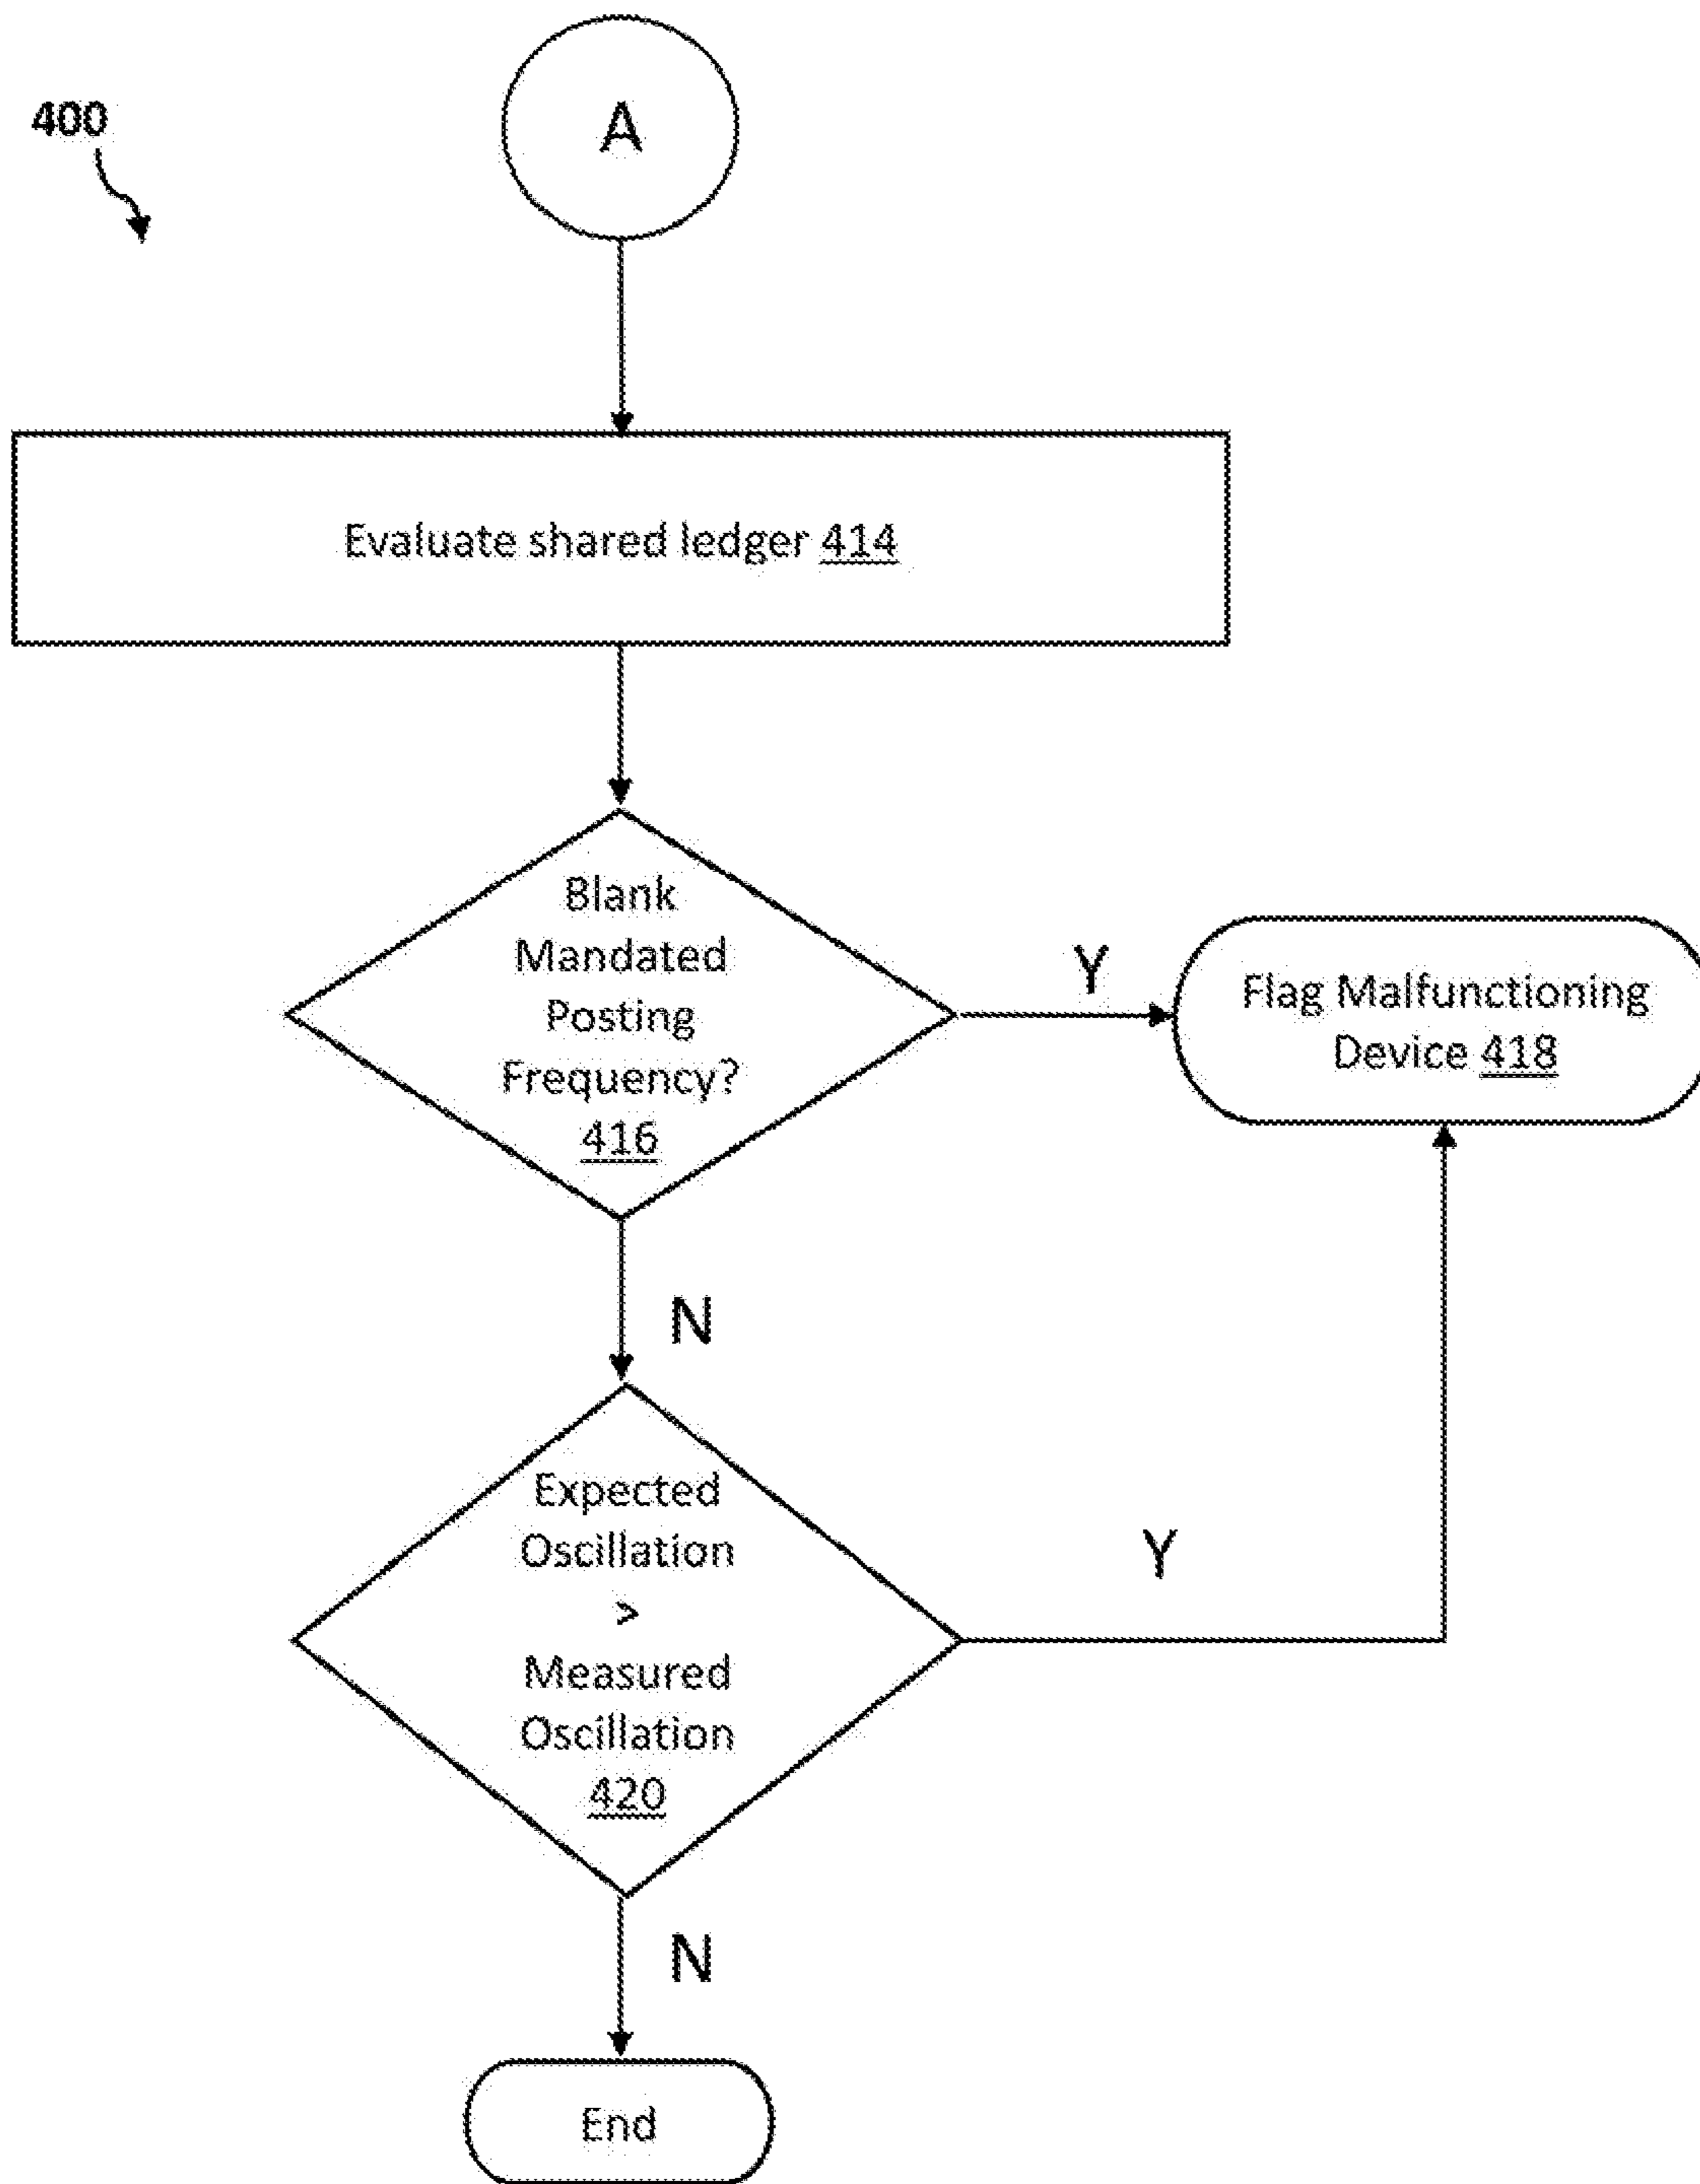 400
A
Evaluate shared ledger 414
Blank
Mandated
Posting
Frequency?
416
Y
Flag Malfunctioning
Device 418
N
Expected
Oscillation
>
Measured
Oscillation
420
Y
N
End